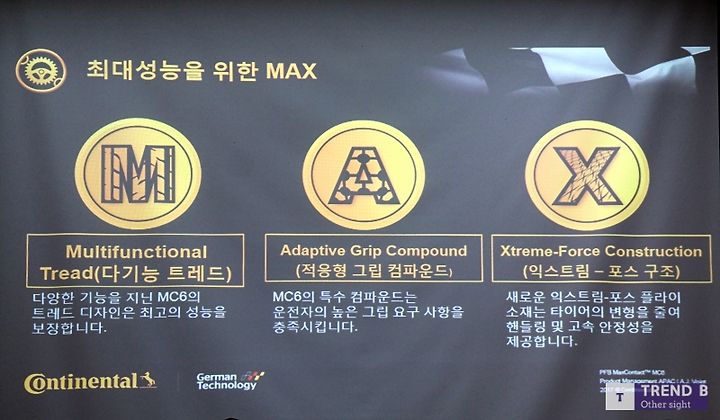 최대성능을 위한 MAX
M
A
X
Multifunctional
Tread(다기능 트레드)
Adaptive Grip Compound
(적응형 그립 컴파운드)
Xtreme-Force Construction
(익스트림 – 포스 구조)
다양한 기능을 지닌 MC6의
트레드 디자인은 최고의 성능을
보장합니다.
MC6의 특수 컴파운드는
운전자의 높은 그립 요구 사항을
충족시킵니다.
새로운 익스트림-포스 플라이
소재는 타이어의 변형을 줄여
핸들링 및 고속 안정성을
제공합니다.
Continental
German
Technology
PFB MaxContact™ MC6
Product Management APAC
T
TREND B
Other sight